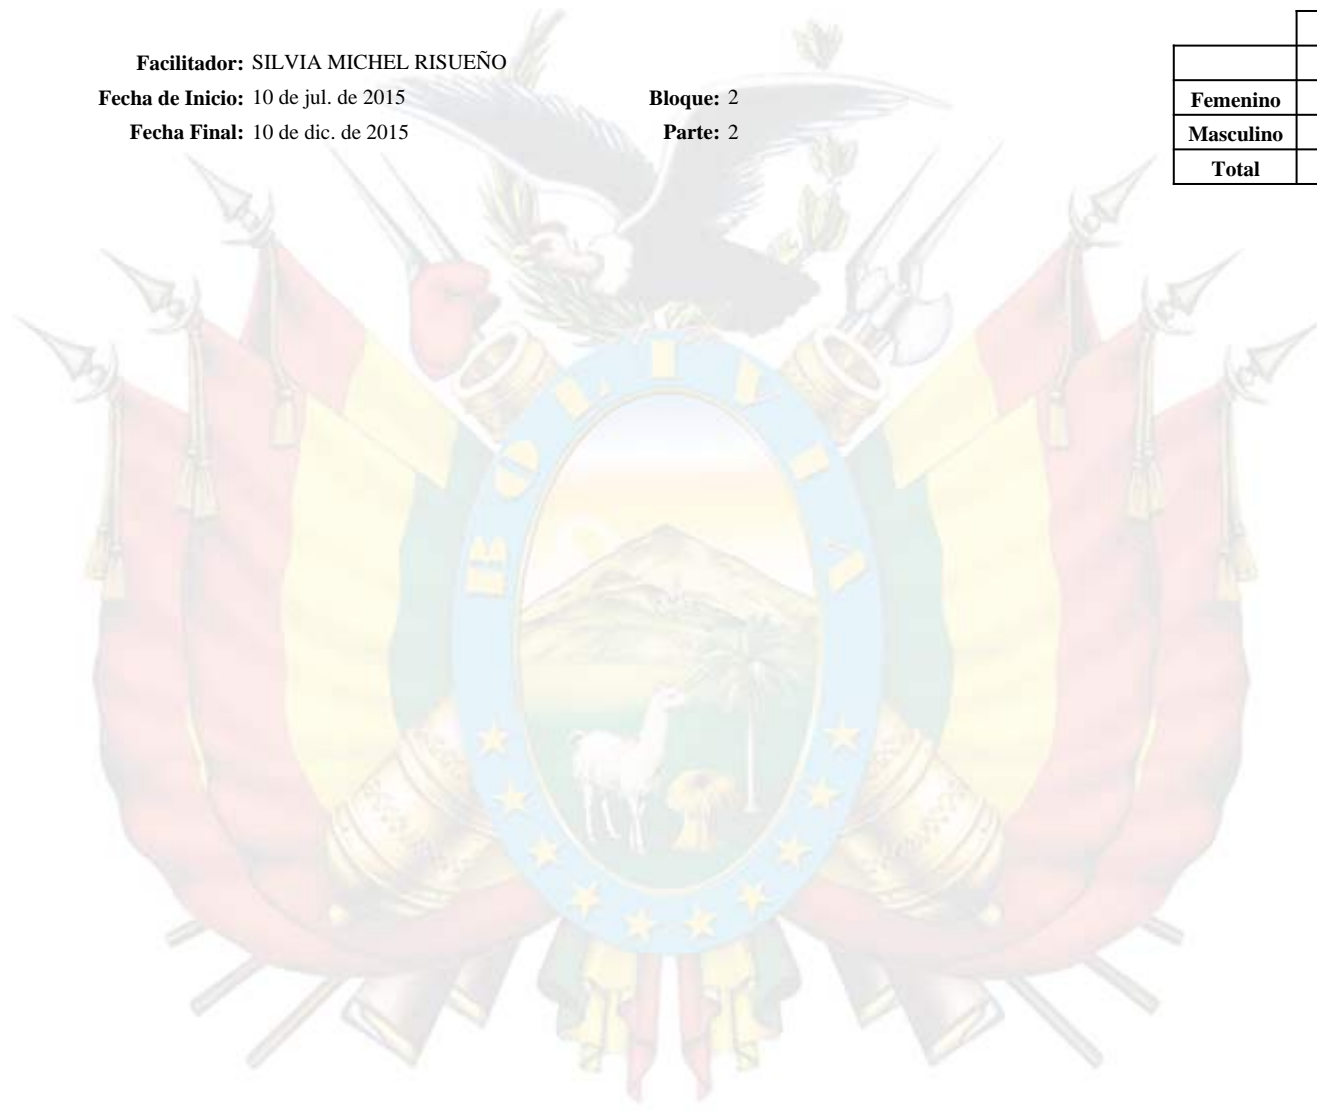 Facilitador: SILVIA MICHEL RISUEÑO
Fecha de Inicio: 10 de jul. de 2015 Bloque: 2
Fecha Final: 10 de dic. de 2015 Parte: 2
Femenino
Masculino
Total
BOLIVIA